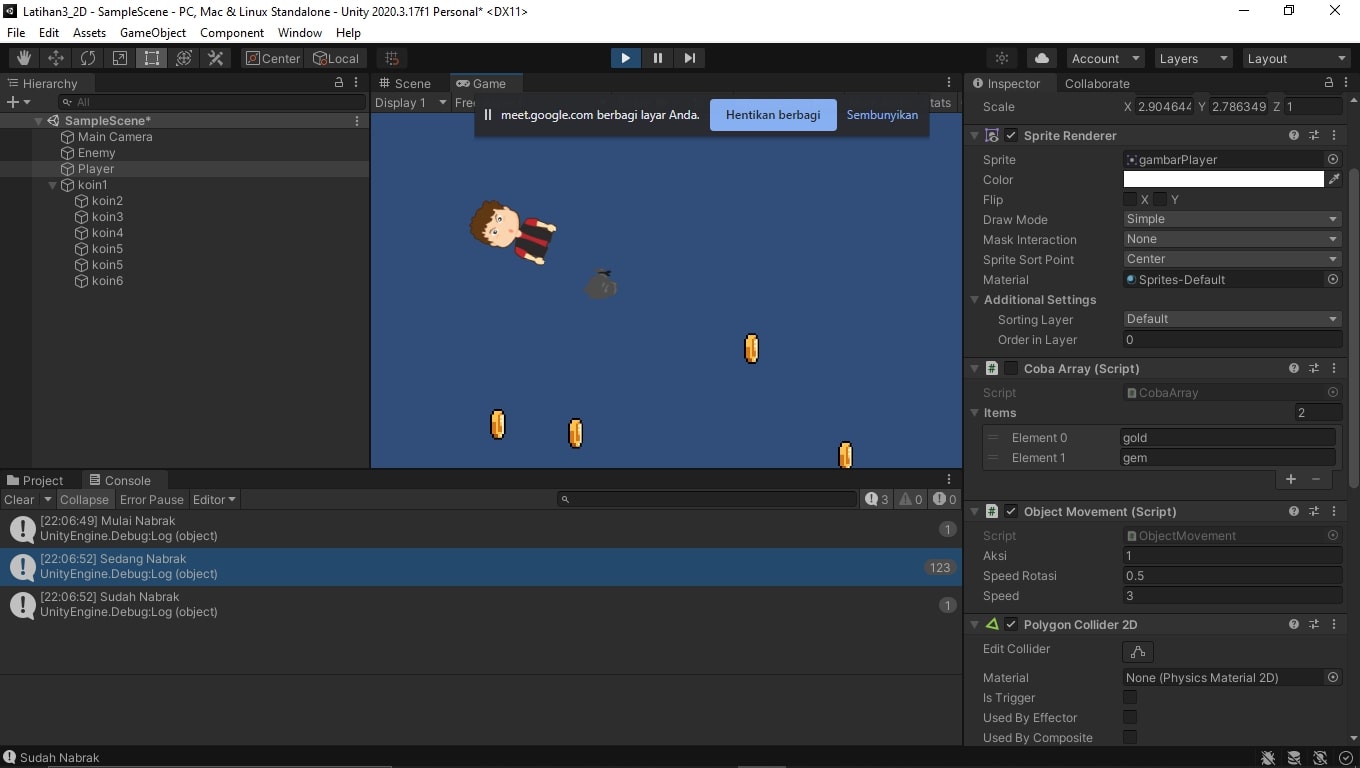 Latihan3_2D - SampleScene - PC, Mac & Linux Standalone - Unity 2020.3.17f1 Personal* <DX11>
File Edit Assets GameObject Component Window Help
Center Local Account Layers Layout
Hierarchy
All
SampleScene*
Main Camera
Enemy
Player
koin1
koin2
koin3
koin4
koin5
koin5
koin6
Scene Game
Display 1 Fre tats
meet.google.com berbagi layar Anda. Hentikan berbagi Sembunyikan
Inspector Collaborate
Scale X 2.904644 Y 2.786349 Z 1
Sprite Renderer
Sprite gambarPlayer
Color
Flip X Y
Draw Mode Simple
Mask Interaction None
Sprite Sort Point Center
Material Sprites-Default
Additional Settings
Sorting Layer Default
Order in Layer 0
# Coba Array (Script)
Script CobaArray
Items 2
Element 0 gold
Element 1 gem
+ −
# Object Movement (Script)
Script ObjectMovement
Aksi 1
Speed Rotasi 0.5
Speed 3
Polygon Collider 2D
Edit Collider
Material None (Physics Material 2D)
Is Trigger
Used By Effector
Used By Composite
Project Console
Clear Collapse Error Pause Editor 3 0 0
[22:06:49] Mulai Nabrak
UnityEngine.Debug:Log (object)
1
[22:06:52] Sedang Nabrak
UnityEngine.Debug:Log (object)
123
[22:06:52] Sudah Nabrak
UnityEngine.Debug:Log (object)
1
Sudah Nabrak